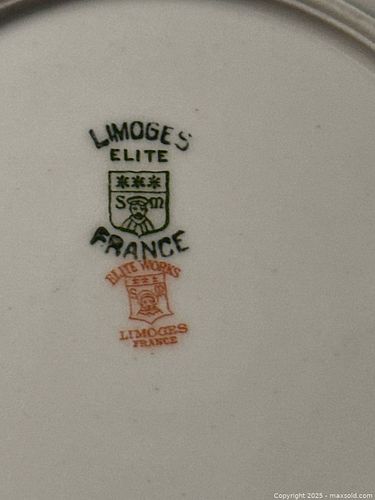 LIMOGES
ELITE
S M
FRANCE
ELITE WORKS
LIMOGES
FRANCE
Copyright © 2025 - maxsold.com